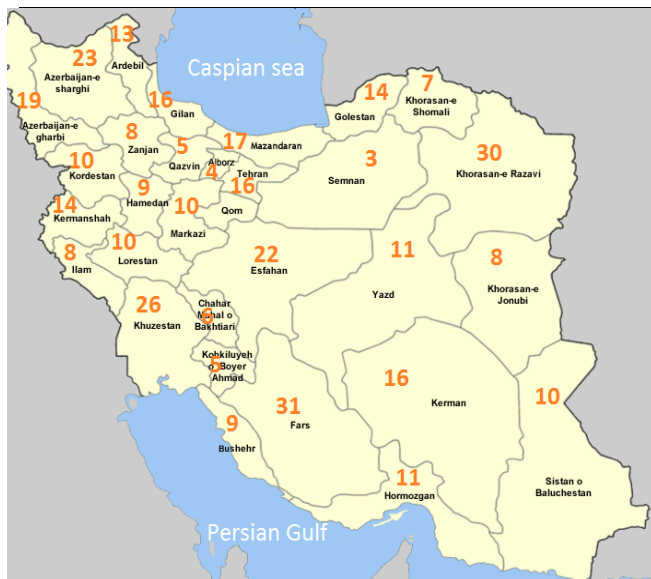 13
Ardebil
23
Azerbaijan-e
sharghi
Caspian sea
19
Azerbaijan-e
gharbi
16
Gilan
14
Golestan
7
Khorasan-e
Shomali
8
Zanjan
5
Qazvin
17
Mazandaran
Alborz
4
Tehran
16
Qom
3
Semnan
30
Khorasan-e Razavi
10
Kordestan
9
Hamedan
10
Markazi
14
Kermanshah
8
Ilam
10
Lorestan
22
Esfahan
11
Yazd
8
Khorasan-e
Jonubi
26
Khuzestan
Chahar
Mahal o
6
Bakhtiari
Kohkiluyeh
5
o Boyer
Ahmad
31
Fars
16
Kerman
10
Sistan o
Baluchestan
9
Bushehr
11
Hormozgan
Persian Gulf